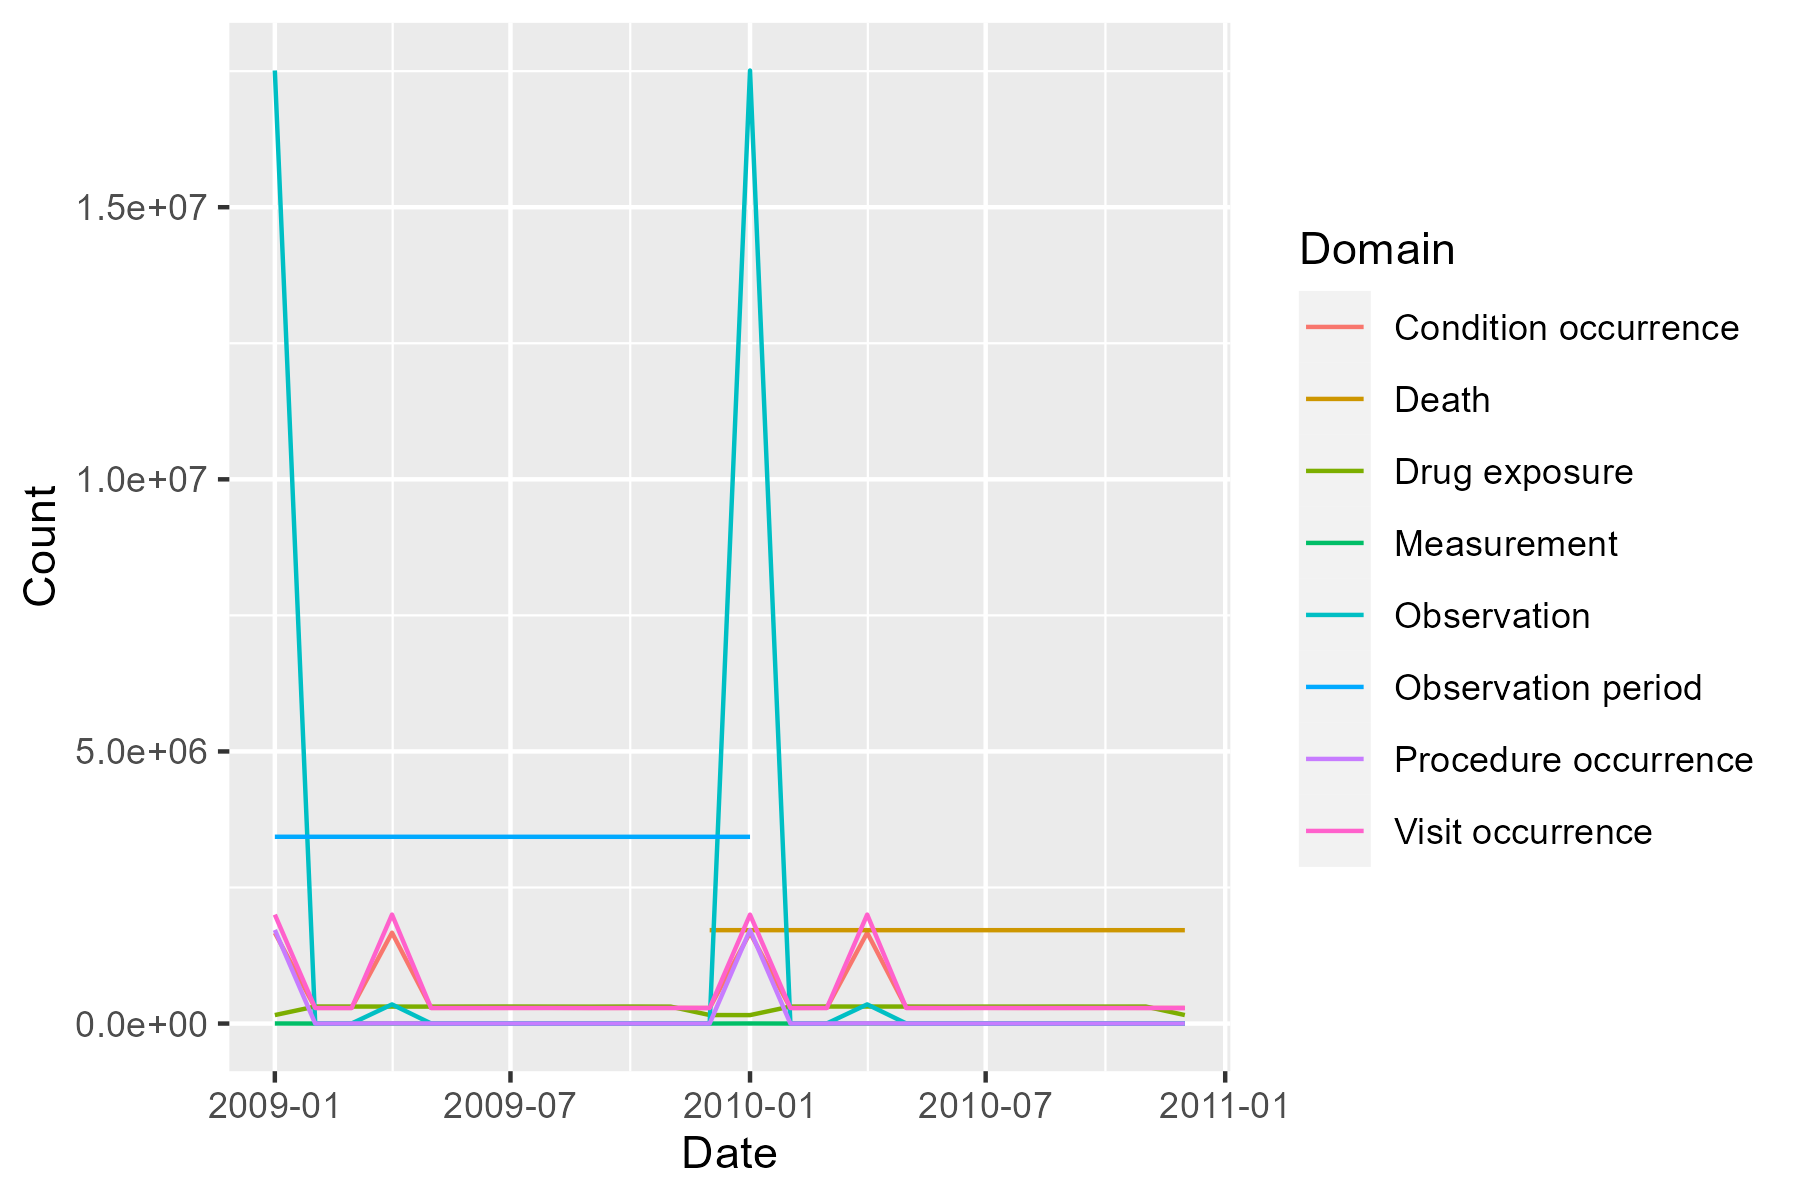 1.5e+07
1.0e+07
5.0e+06
0.0e+00
Count
2009-01 2009-07 2010-01 2010-07 2011-01
Date
Domain
Condition occurrence
Death
Drug exposure
Measurement
Observation
Observation period
Procedure occurrence
Visit occurrence